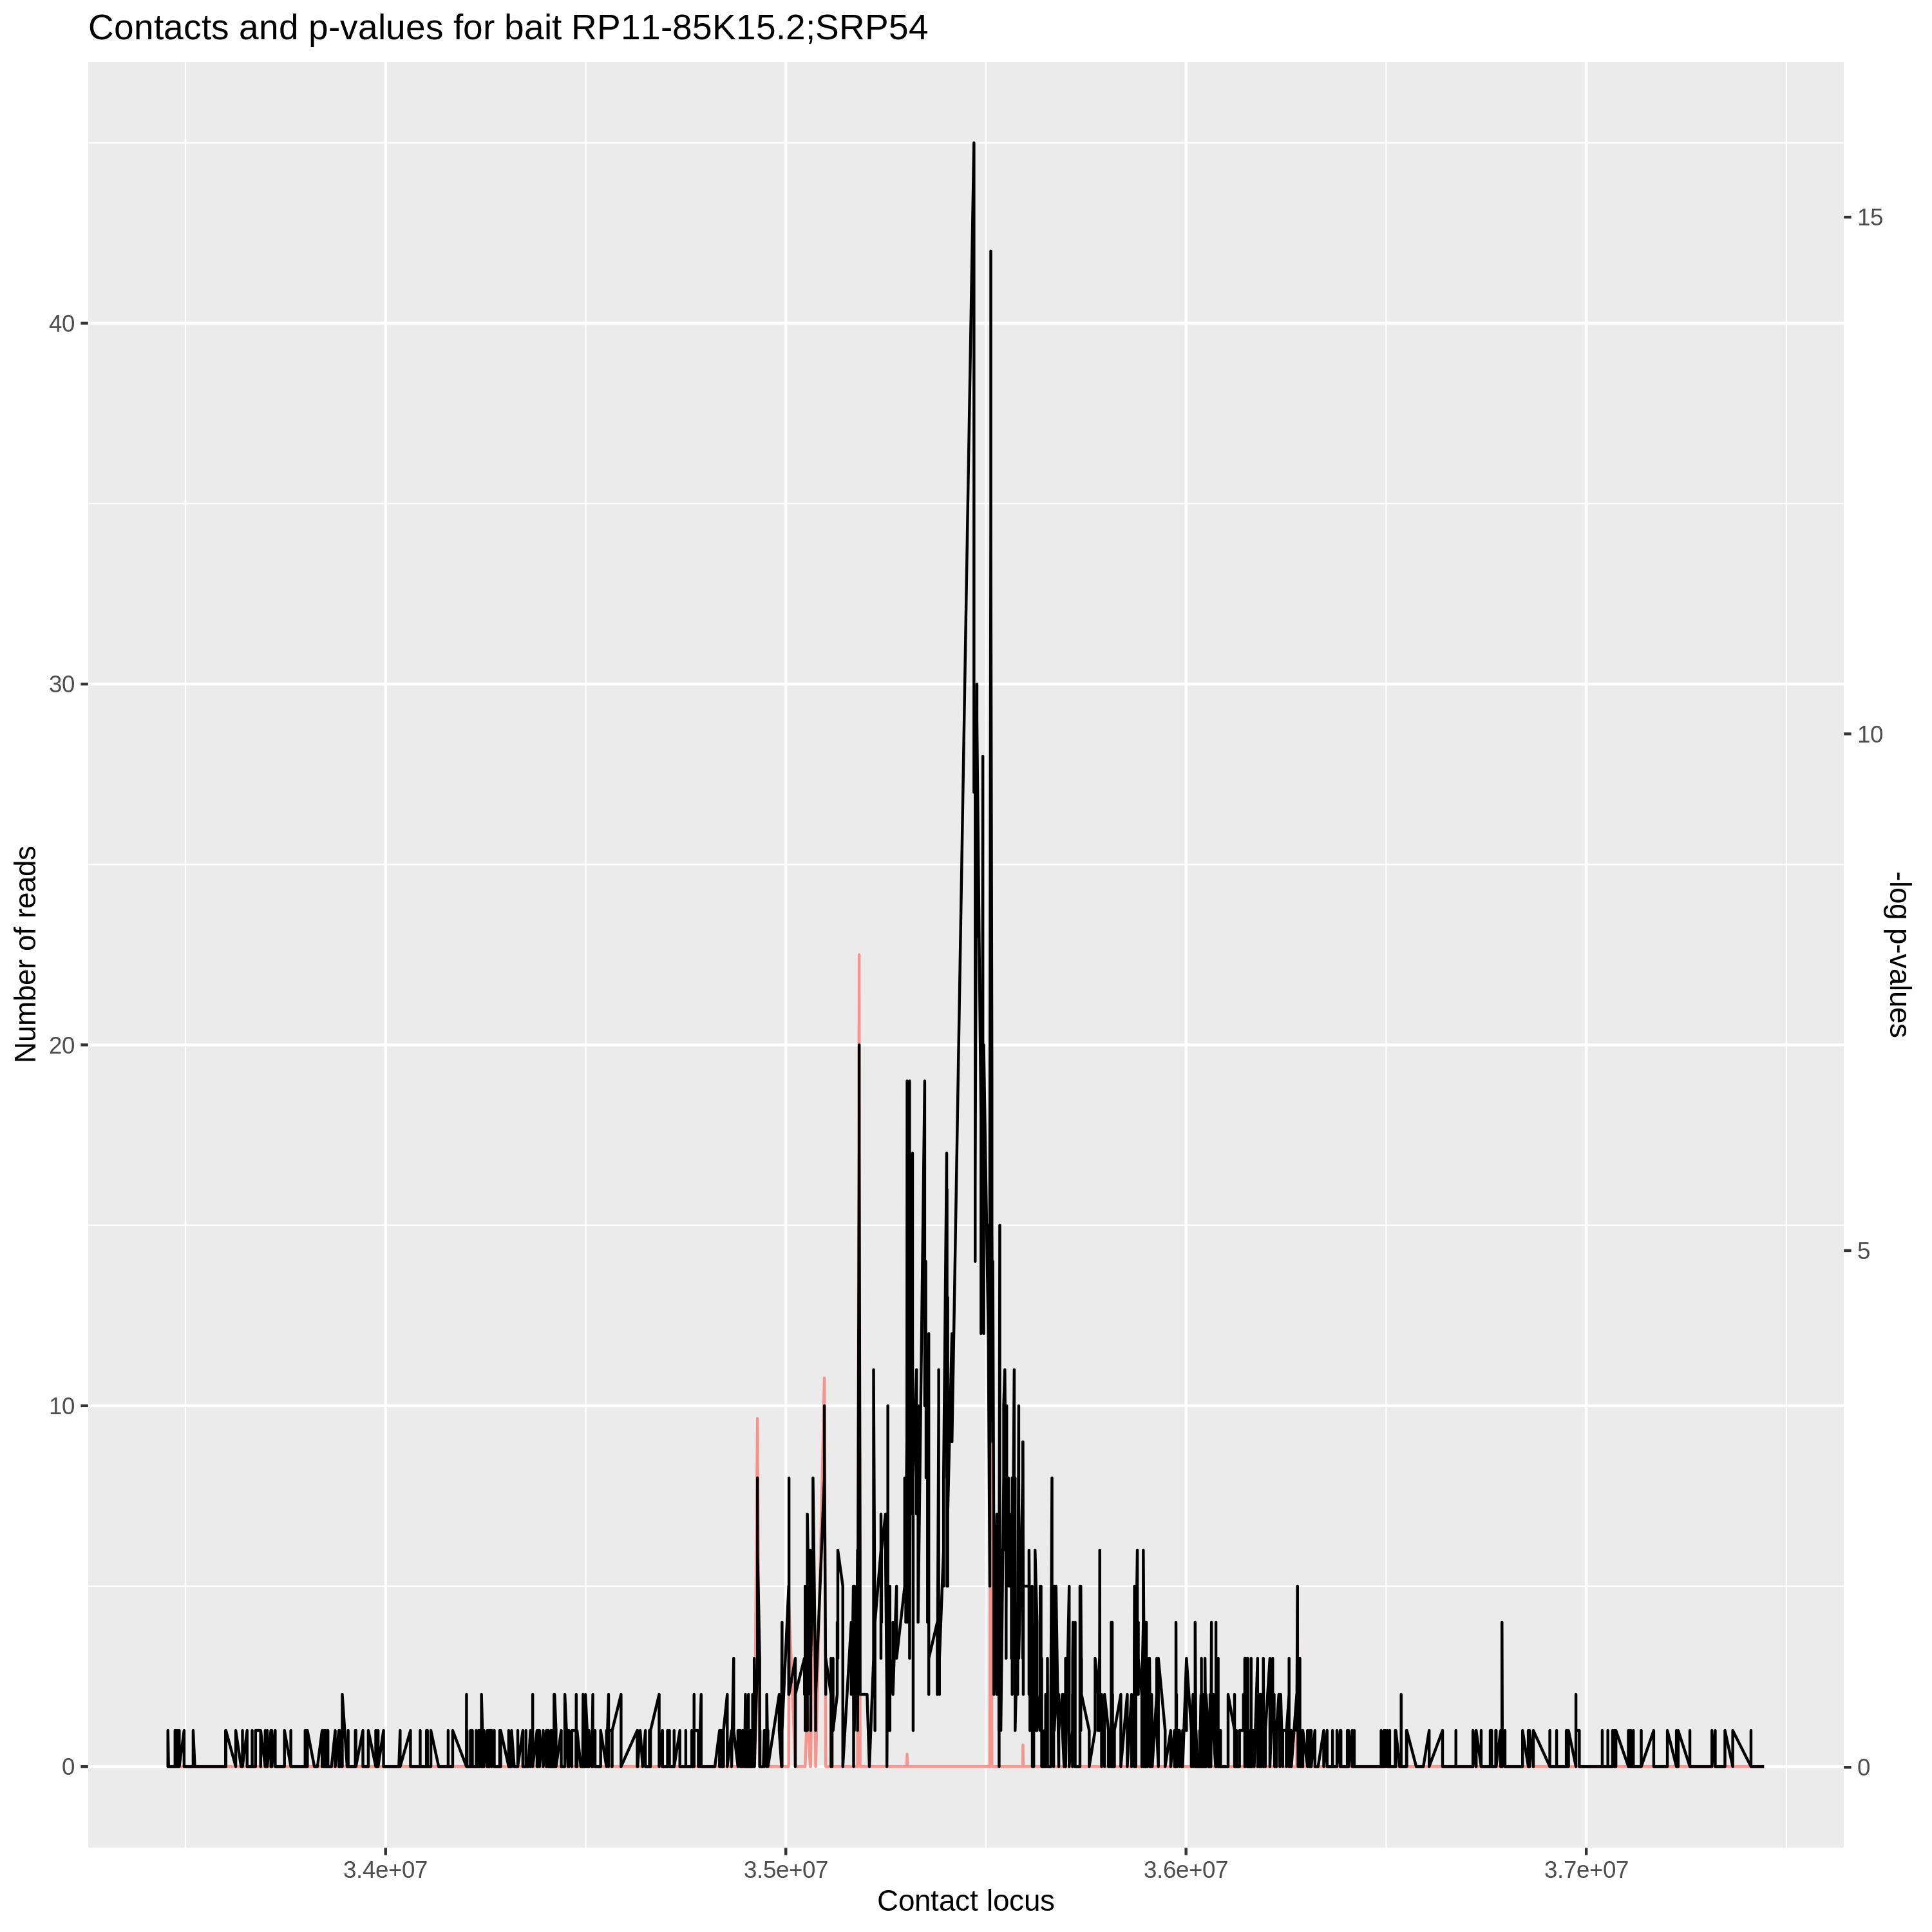 Contacts and p-values for bait RP11-85K15.2;SRP54
Number of reads
40
30
20
10
0
15
10
5
0
-log p-values
3.4e+07
3.5e+07
3.6e+07
3.7e+07
Contact locus